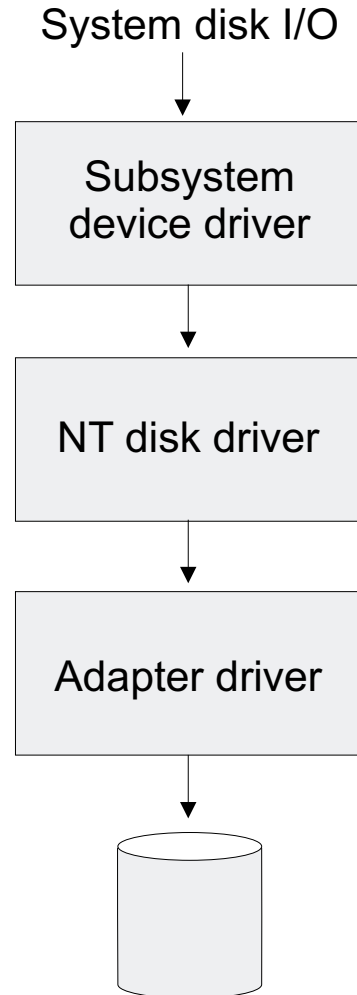 System disk I/O
Subsystem
device driver
NT disk driver
Adapter driver